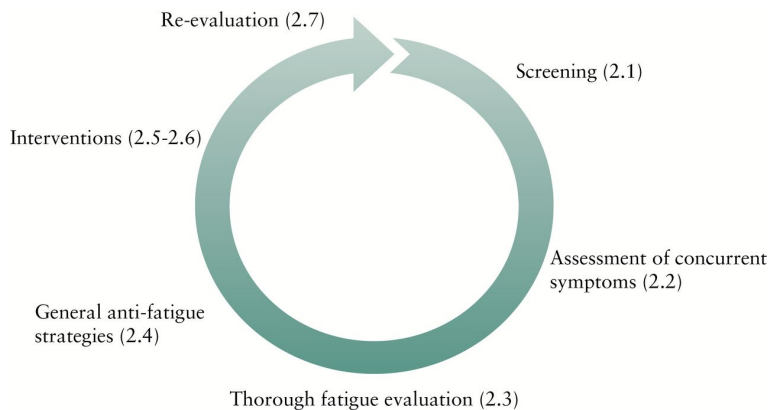 Re-evaluation (2.7)
Screening (2.1)
Interventions (2.5-2.6)
Assessment of concurrent
symptoms (2.2)
General anti-fatigue
strategies (2.4)
Thorough fatigue evaluation (2.3)